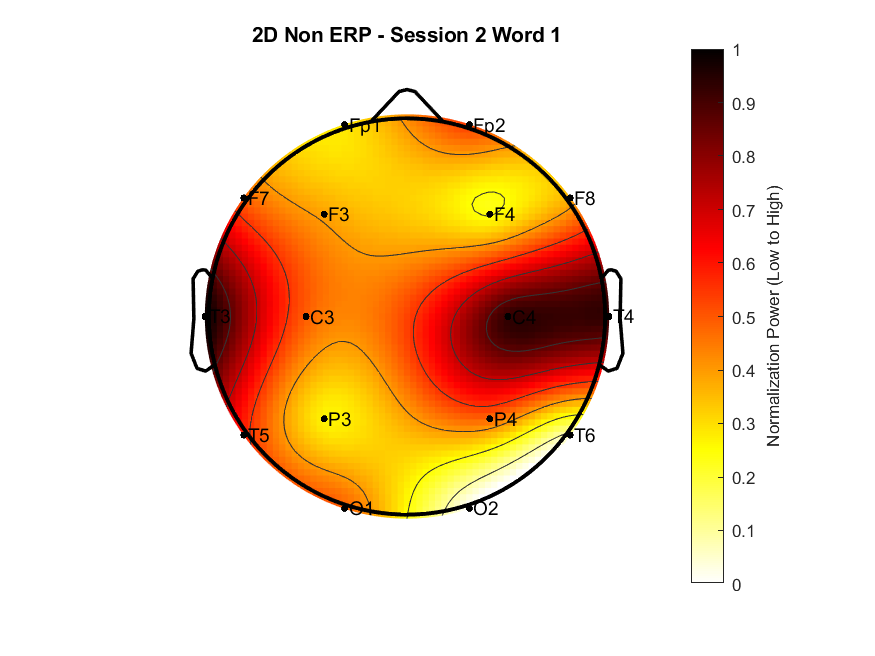 2D Non ERP - Session 2 Word 1
Fp1 Fp2
F7 F8
F3 F4
T3 C3 C4 T4
P3 P4
T5 T6
O1 O2
1
0.9
0.8
0.7
0.6
0.5
0.4
0.3
0.2
0.1
0
Normalization Power (Low to High)